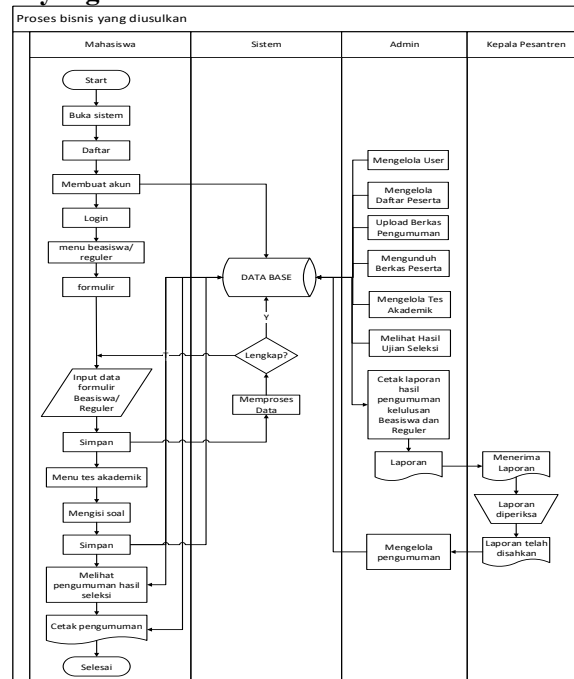 Proses bisnis yang diusulkan
Mahasiswa
Sistem
Admin
Kepala Pesantren
Start
Buka sistem
Daftar
Membuat akun
Login
menu beasiswa/
reguler
formulir
Input data
formulir
Beasiswa/
Reguler
Simpan
Menu tes akademik
Mengisi soal
Simpan
Melihat
pengumuman hasil
seleksi
Cetak pengumuman
Selesai
DATA BASE
Y
Lengkap?
T
Memproses
Data
Mengelola User
Mengelola
Daftar Peserta
Upload Berkas
Pengumuman
Mengunduh
Berkas Peserta
Mengelola Tes
Akademik
Melihat Hasil
Ujian Seleksi
Cetak laporan
hasil
pengumuman
kelulusan
Beasiswa dan
Reguler
Laporan
Mengelola
pengumuman
Menerima
Laporan
Laporan
diperiksa
Laporan telah
disahkan